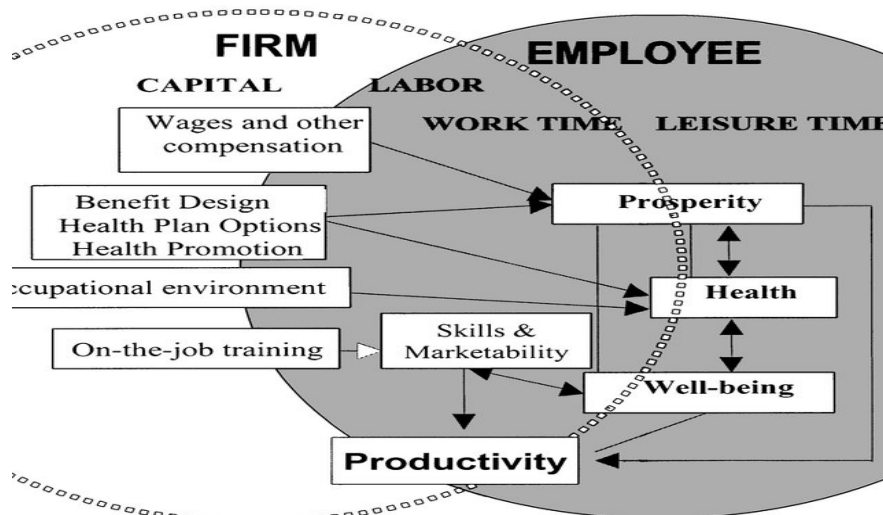 FIRM
EMPLOYEE
CAPITAL
LABOR
WORK TIME
LEISURE TIME
Wages and other
compensation
Benefit Design
Health Plan Options
Health Promotion
ccupational environment
On-the-job training
Skills &
Marketability
Prosperity
Health
Well-being
Productivity